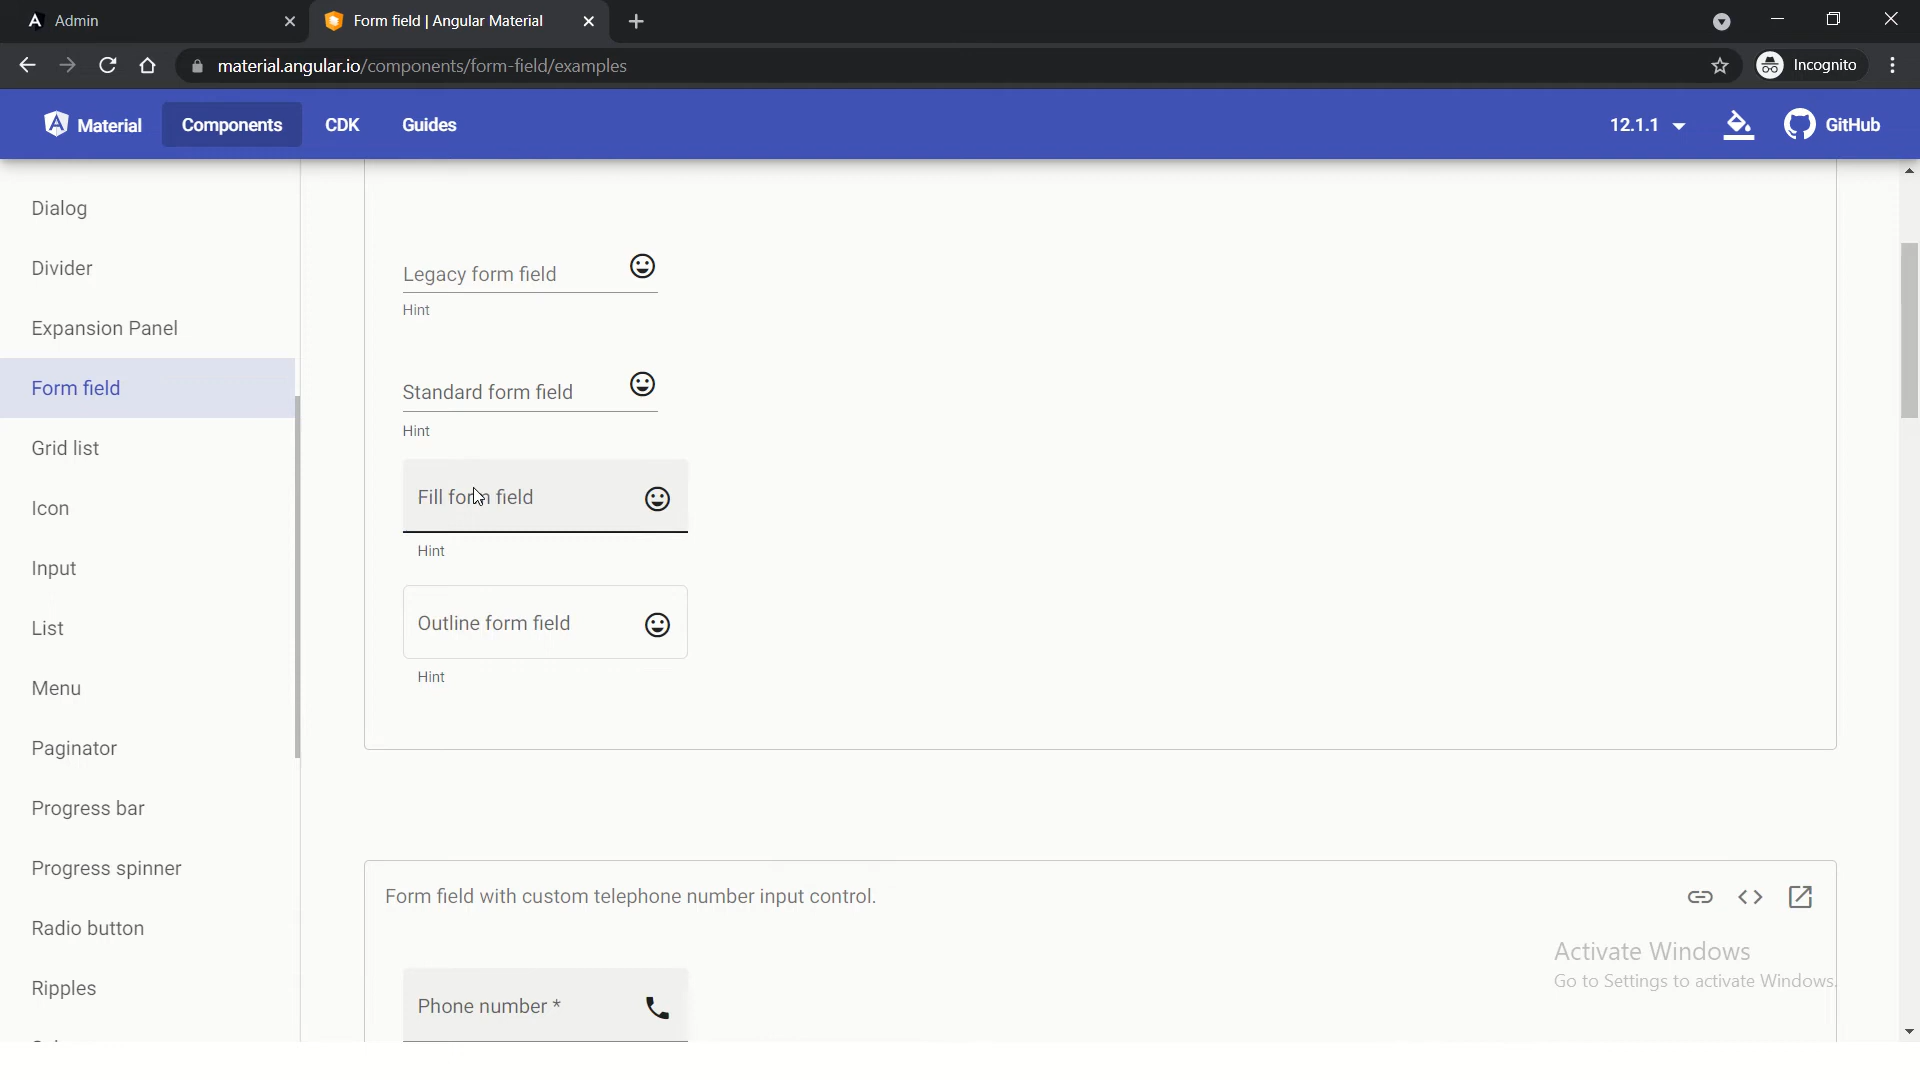 Admin
Form field | Angular Material
material.angular.io/components/form-field/examples
Incognito
Material
Components
CDK
Guides
12.1.1
GitHub
Dialog
Divider
Expansion Panel
Form field
Grid list
Icon
Input
List
Menu
Paginator
Progress bar
Progress spinner
Radio button
Ripples
Legacy form field
Hint
Standard form field
Hint
Fill form field
Hint
Outline form field
Hint
Form field with custom telephone number input control.
Phone number *
Activate Windows
Go to Settings to activate Windows.